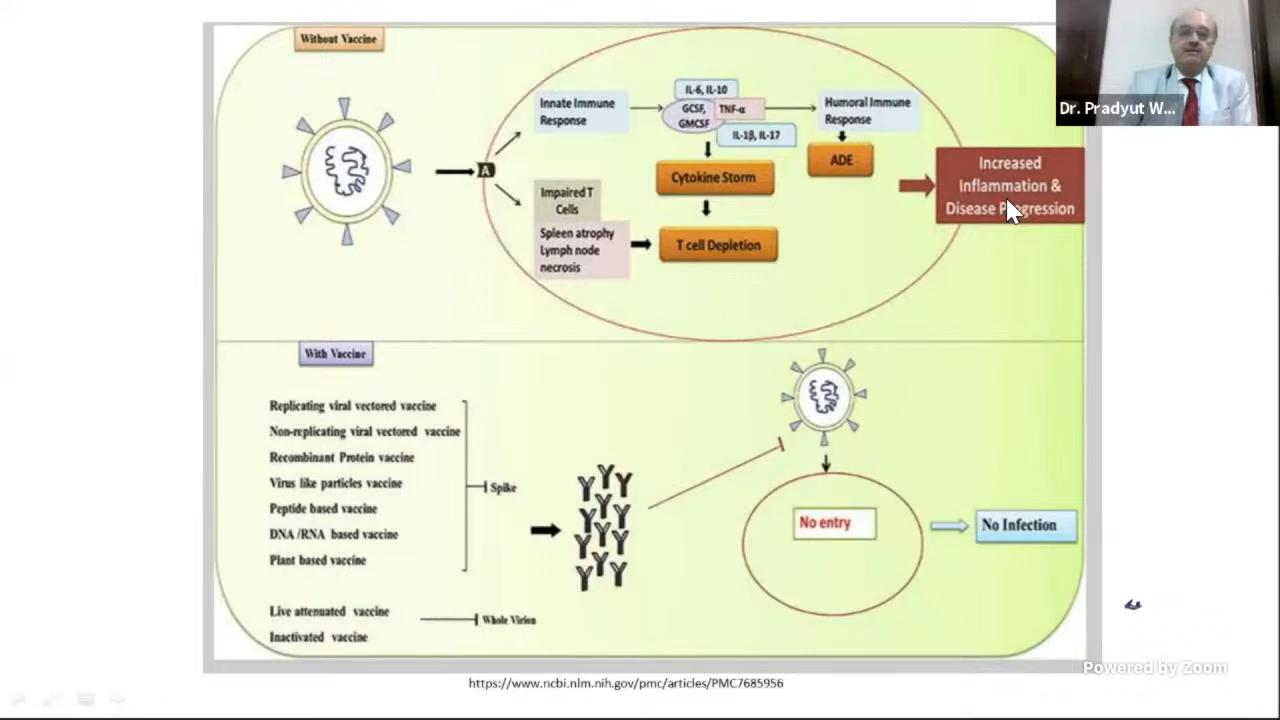 Without Vaccine
A
Innate Immune
Response
IL-6, IL-10
GCSF,
GMCSF
TNF-α
IL-1β, IL-17
Humoral Immune
Response
ADE
Cytokine Storm
Impaired T
Cells
Spleen atrophy
Lymph node
necrosis
T cell Depletion
Increased
Inflammation &
Disease Progression
Dr. Pradyut W...
With Vaccine
Replicating viral vectored vaccine
Non-replicating viral vectored vaccine
Recombinant Protein vaccine
Virus like particles vaccine
Peptide based vaccine
DNA /RNA based vaccine
Plant based vaccine
Spike
Live attenuated vaccine
Inactivated vaccine
Whole Virion
No entry
No Infection
Powered by Zoom
https://www.ncbi.nlm.nih.gov/pmc/articles/PMC7685956